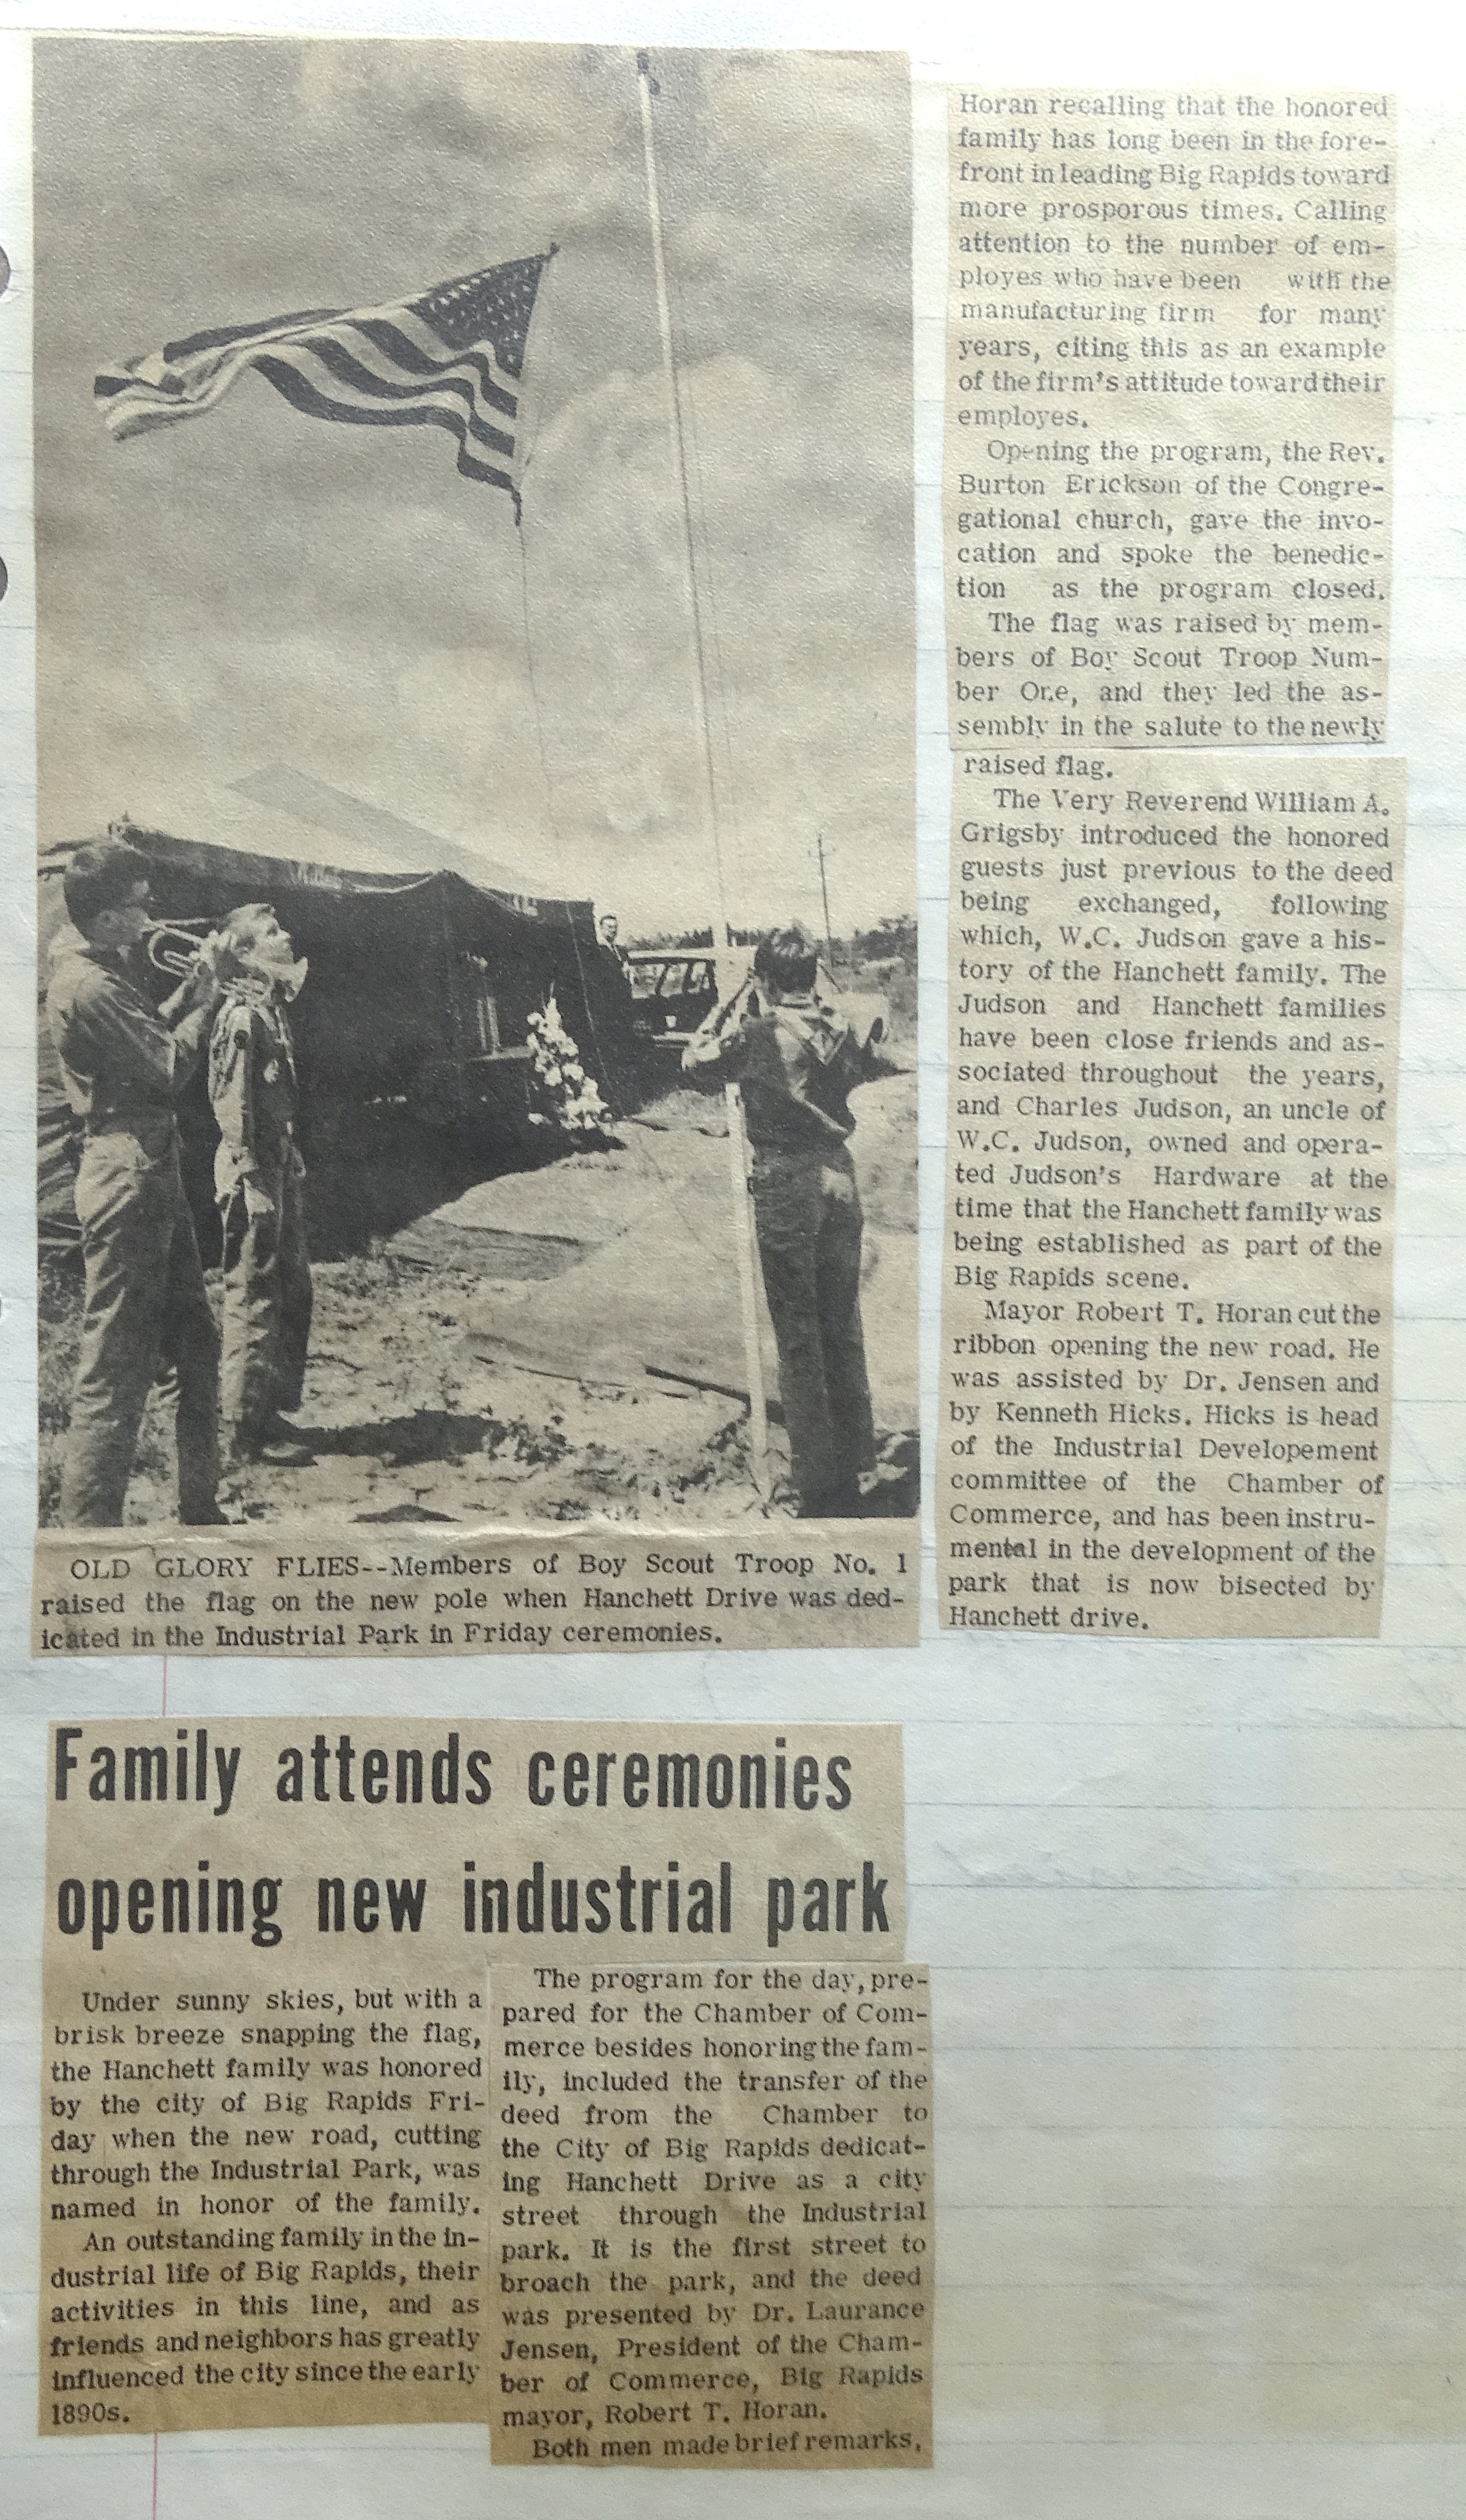 OLD GLORY FLIES--Members of Boy Scout Troop No. 1
raised the flag on the new pole when Hanchett Drive was ded-
icated in the Industrial Park in Friday ceremonies.
Family attends ceremonies
opening new industrial park
Under sunny skies, but with a
brisk breeze snapping the flag,
the Hanchett family was honored
by the city of Big Rapids Fri-
day when the new road, cutting
through the Industrial Park, was
named in honor of the family.
An outstanding family in the in-
dustrial life of Big Rapids, their
activities in this line, and as
friends and neighbors has greatly
influenced the city since the early
1890s.
The program for the day, pre-
pared for the Chamber of Com-
merce besides honoring the fam-
ily, included the transfer of the
deed from the Chamber to
the City of Big Rapids dedicat-
ing Hanchett Drive as a city
street through the Industrial
park. It is the first street to
broach the park, and the deed
was presented by Dr. Laurance
Jensen, President of the Cham-
ber of Commerce, Big Rapids
mayor, Robert T. Horan.
Both men made brief remarks,
Horan recalling that the honored
family has long been in the fore-
front in leading Big Rapids toward
more prosporous times. Calling
attention to the number of em-
ployes who have been with the
manufacturing firm for many
years, citing this as an example
of the firm's attitude toward their
employes.
Opening the program, the Rev.
Burton Erickson of the Congre-
gational church, gave the invo-
cation and spoke the benedic-
tion as the program closed.
The flag was raised by mem-
bers of Boy Scout Troop Num-
ber One, and they led the as-
sembly in the salute to the newly
raised flag.
The Very Reverend William A.
Grigsby introduced the honored
guests just previous to the deed
being exchanged, following
which, W.C. Judson gave a his-
tory of the Hanchett family. The
Judson and Hanchett families
have been close friends and as-
sociated throughout the years,
and Charles Judson, an uncle of
W.C. Judson, owned and opera-
ted Judson's Hardware at the
time that the Hanchett family was
being established as part of the
Big Rapids scene.
Mayor Robert T. Horan cut the
ribbon opening the new road. He
was assisted by Dr. Jensen and
by Kenneth Hicks. Hicks is head
of the Industrial Developement
committee of the Chamber of
Commerce, and has been instru-
mental in the development of the
park that is now bisected by
Hanchett drive.